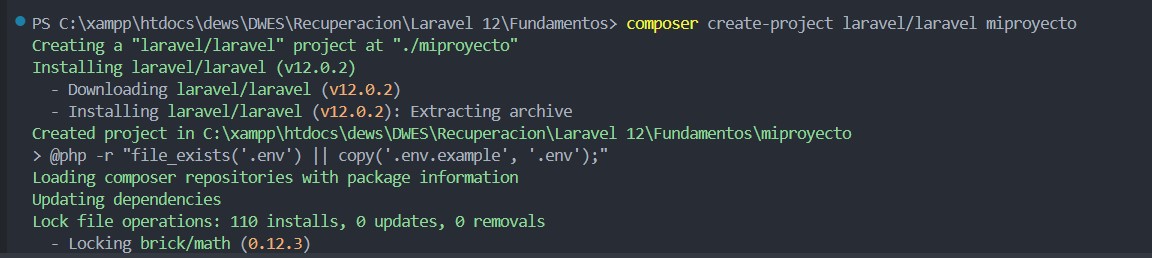 PS C:\xampp\htdocs\dews\DWES\Recuperacion\Laravel 12\Fundamentos> composer create-project laravel/laravel miproyecto
Creating a "laravel/laravel" project at "./miproyecto"
Installing laravel/laravel (v12.0.2)
  - Downloading laravel/laravel (v12.0.2)
  - Installing laravel/laravel (v12.0.2): Extracting archive
Created project in C:\xampp\htdocs\dews\DWES\Recuperacion\Laravel 12\Fundamentos\miproyecto
> @php -r "file_exists('.env') || copy('.env.example', '.env');"
Loading composer repositories with package information
Updating dependencies
Lock file operations: 110 installs, 0 updates, 0 removals
  - Locking brick/math (0.12.3)